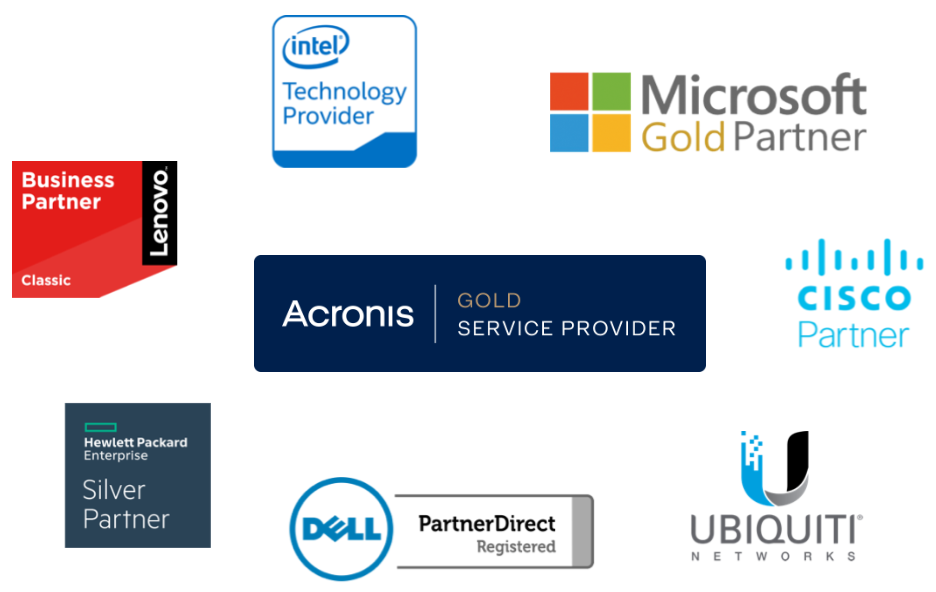 intel
Technology
Provider
Microsoft
Gold Partner
Business
Partner
Lenovo
Classic
Acronis
GOLD
SERVICE PROVIDER
CISCO
Partner
Hewlett Packard
Enterprise
Silver
Partner
DELL
PartnerDirect
Registered
UBIQUITI®
NETWORKS